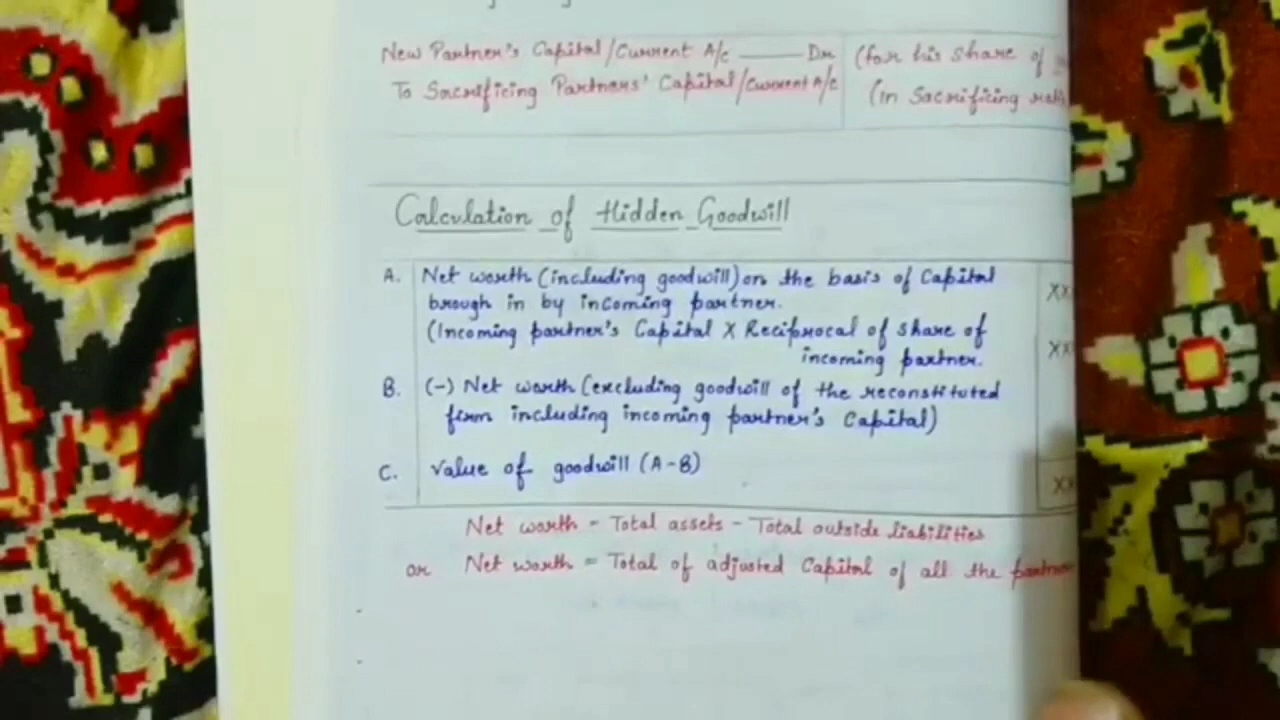 New Partner's Capital/Current A/c —— Dr
(for his share of
To Sacrificing Partners' Capital/Current A/c
(in Sacrificing
Calculation of Hidden Goodwill
A. Net worth (including goodwill) on the basis of Capital
brough in by incoming partner.
XX
(Incoming partner's Capital X Reciprocal of share of
incoming partner.
XX
B. (-) Net worth (excluding goodwill of the reconstituted
firm including incoming partner's Capital)
C. Value of goodwill (A-B)
XX
Net worth = Total assets - Total outside liabilities
or Net worth = Total of adjusted Capital of all the